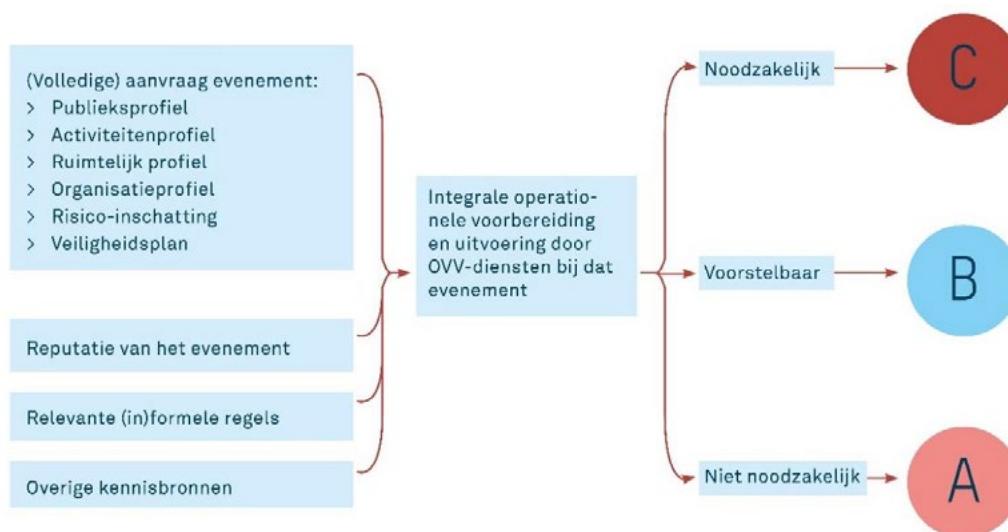 (Volledige) aanvraag evenement:
> Publieksprofiel
> Activiteitenprofiel
> Ruimtelijk profiel
> Organisatieprofiel
> Risico-inschatting
> Veiligheidsplan
Reputatie van het evenement
Relevante (in)formele regels
Overige kennisbronnen
Integrale operatio-
nele voorbereiding
en uitvoering door
OVV-diensten bij dat
evenement
Noodzakelijk
C
Voorstelbaar
B
Niet noodzakelijk
A